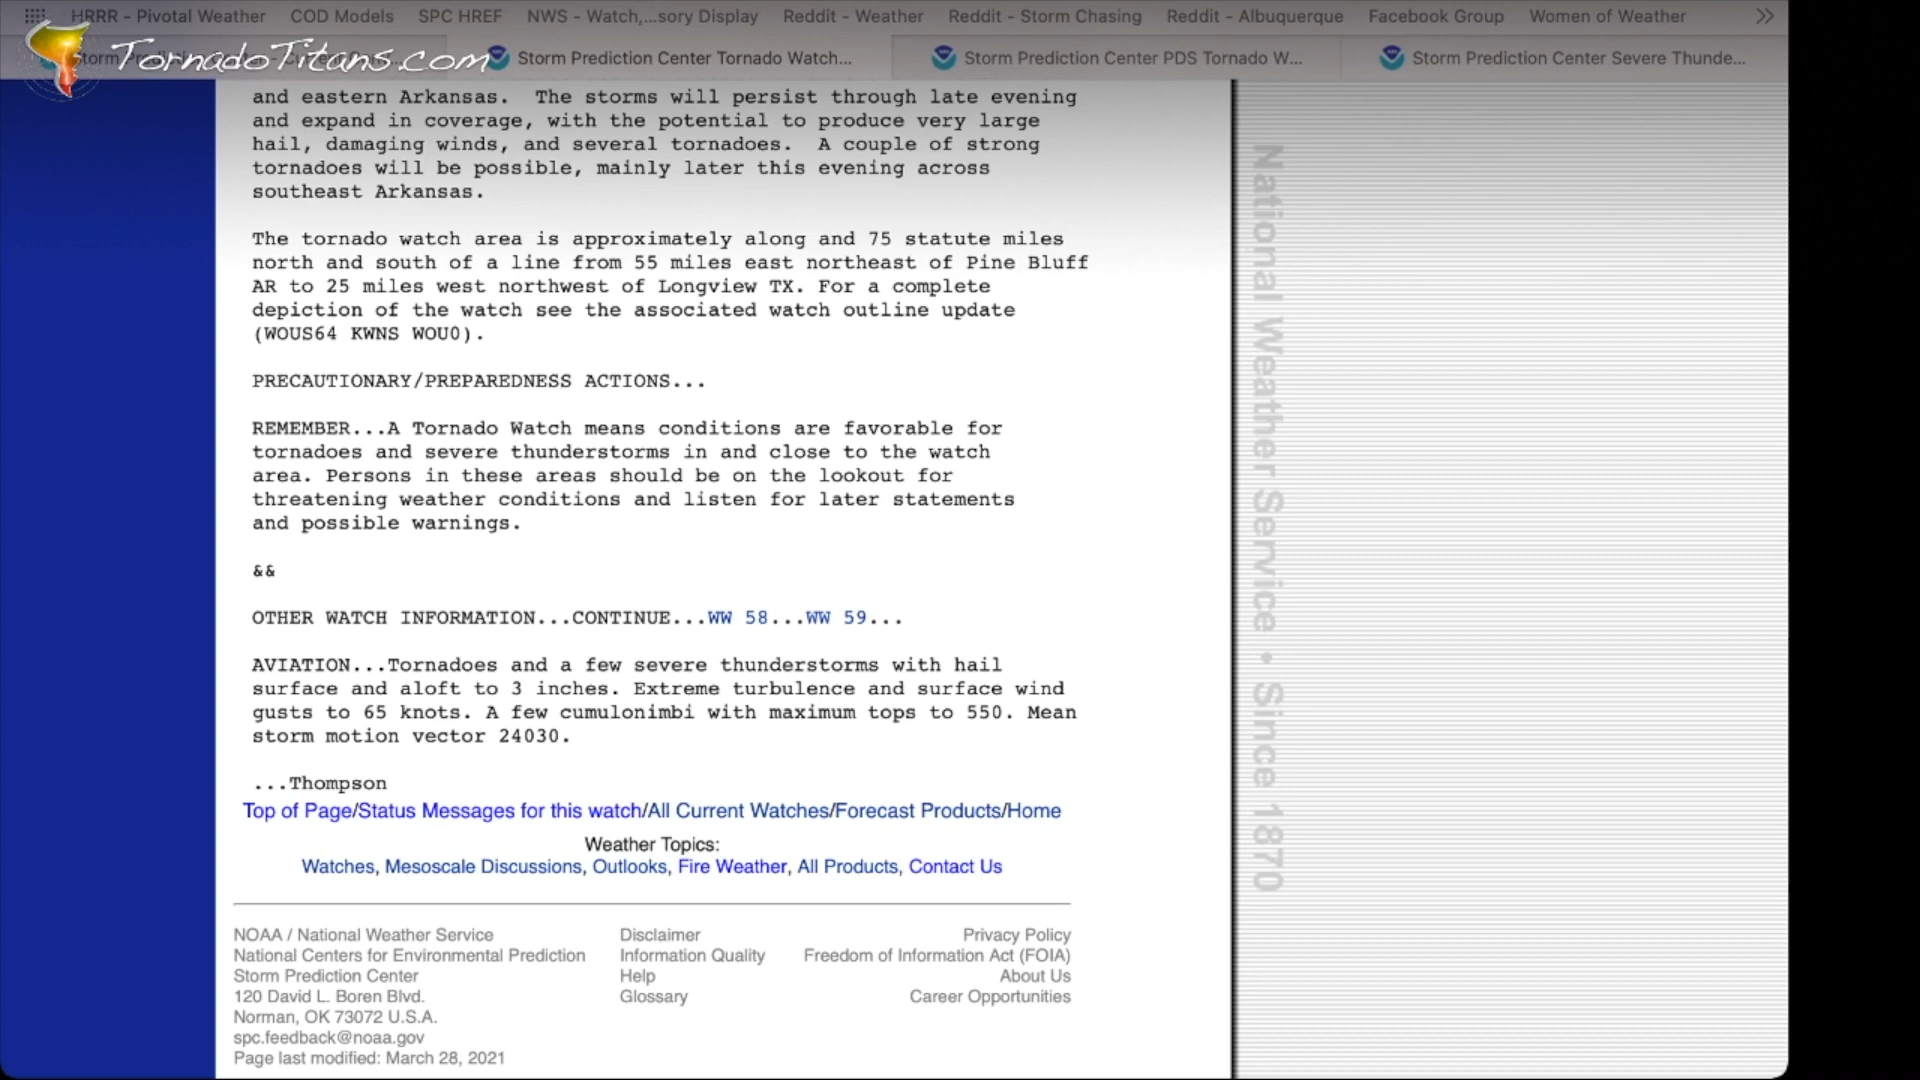 HRRR - Pivotal Weather COD Models SPC HREF NWS - Watch,...sory Display Reddit - Weather Reddit - Storm Chasing Reddit - Albuquerque Facebook Group Women of Weather
TornadoTitans.com Storm Prediction Center Tornado Watch... Storm Prediction Center PDS Tornado W... Storm Prediction Center Severe Thunde...
and eastern Arkansas. The storms will persist through late evening
and expand in coverage, with the potential to produce very large
hail, damaging winds, and several tornadoes. A couple of strong
tornadoes will be possible, mainly later this evening across
southeast Arkansas.
The tornado watch area is approximately along and 75 statute miles
north and south of a line from 55 miles east northeast of Pine Bluff
AR to 25 miles west northwest of Longview TX. For a complete
depiction of the watch see the associated watch outline update
(WOUS64 KWNS WOU0).
PRECAUTIONARY/PREPAREDNESS ACTIONS...
REMEMBER...A Tornado Watch means conditions are favorable for
tornadoes and severe thunderstorms in and close to the watch
area. Persons in these areas should be on the lookout for
threatening weather conditions and listen for later statements
and possible warnings.
&&
OTHER WATCH INFORMATION...CONTINUE...WW 58...WW 59...
AVIATION...Tornadoes and a few severe thunderstorms with hail
surface and aloft to 3 inches. Extreme turbulence and surface wind
gusts to 65 knots. A few cumulonimbi with maximum tops to 550. Mean
storm motion vector 24030.
...Thompson
Top of Page/Status Messages for this watch/All Current Watches/Forecast Products/Home
Weather Topics:
Watches, Mesoscale Discussions, Outlooks, Fire Weather, All Products, Contact Us
NOAA / National Weather Service
National Centers for Environmental Prediction
Storm Prediction Center
120 David L. Boren Blvd.
Norman, OK 73072 U.S.A.
spc.feedback@noaa.gov
Page last modified: March 28, 2021
Disclaimer
Information Quality
Help
Glossary
Privacy Policy
Freedom of Information Act (FOIA)
About Us
Career Opportunities
National Weather Service • Since 1870